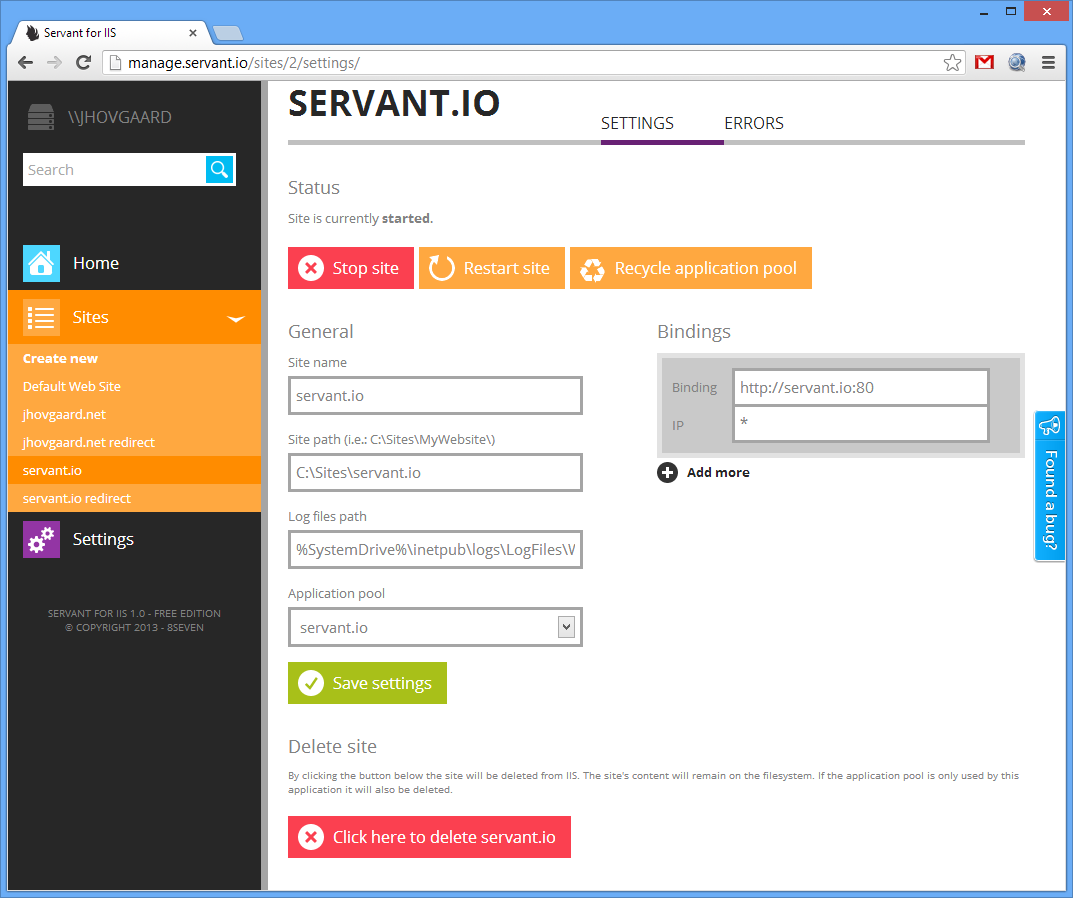 Servant for IIS
manage.servant.io/sites/2/settings/
\\JHOVGAARD
Search
Home
Sites
Create new
Default Web Site
jhovgaard.net
jhovgaard.net redirect
servant.io
servant.io redirect
Settings
SERVANT FOR IIS 1.0 - FREE EDITION
© COPYRIGHT 2013 - 8SEVEN
SERVANT.IO
SETTINGS ERRORS
Status
Site is currently started.
Stop site Restart site Recycle application pool
General
Site name
servant.io
Site path (i.e.: C:\Sites\MyWebsite\)
C:\Sites\servant.io
Log files path
%SystemDrive%\inetpub\logs\LogFiles\W
Application pool
servant.io
Save settings
Bindings
Binding http://servant.io:80
IP *
Add more
Delete site
By clicking the button below the site will be deleted from IIS. The site's content will remain on the filesystem. If the application pool is only used by this
application it will also be deleted.
Click here to delete servant.io
Found a bug?